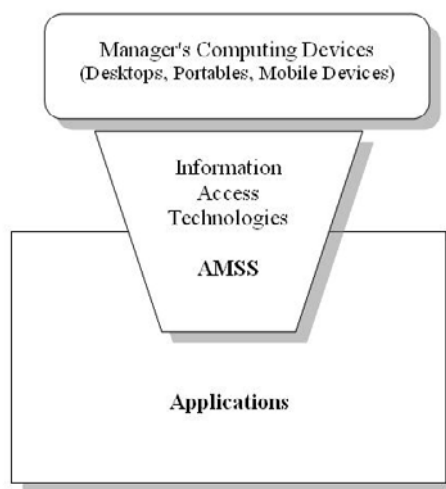 Manager's Computing Devices
(Desktops, Portables, Mobile Devices)
Information
Access
Technologies
AMSS
Applications